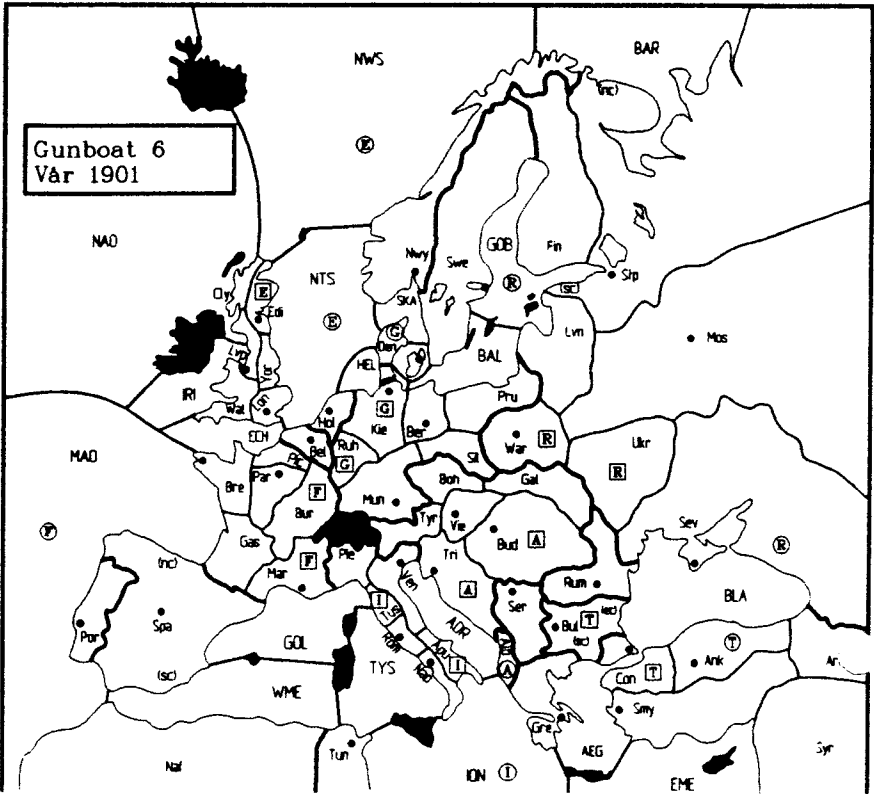 NWS
BAR
(nc)
Gunboat 6
Vår 1901
E
NAO
NTS
Nwy
Swe
GOB
Fin
Stp
(sc)
R
Cly
E
Edi
E
SKA
G
Den
BAL
Lvn
Mos
Lvp
Yor
HEL
IRI
Wal
Lon
Hol
Kie
G
Ber
Pru
War
R
Ukr
R
MAO
ECH
Bel
Ruh
G
Sil
Pic
Par
Bre
Bur
F
Mun
Boh
Gal
Tyr
Vie
Bud
A
Sev
R
F
Gas
Mar
F
Pie
Ven
Tri
A
Rum
BLA
(nc)
Ser
I
Tus
ADR
Bul
T
(ec)
(sc)
Por
Spa
GOL
Rom
Apu
I
A
Con
T
Ank
T
Ar
(sc)
WME
TYS
Nap
Smy
Gre
AEG
Naf
Tun
ION
I
EME
Syr